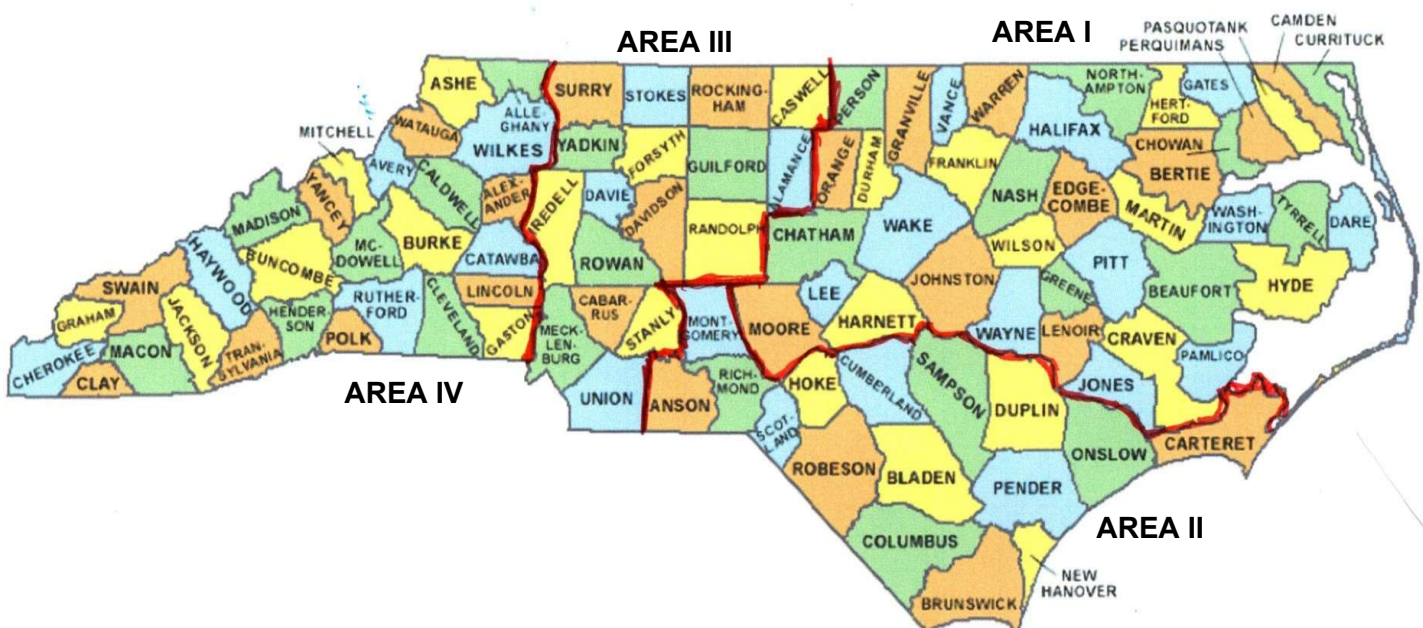 AREA III
AREA I
PASQUOTANK
PERQUIMANS
CAMDEN
CURRITUCK
ASHE
ALLE-
GHANY
SURRY
STOKES
ROCKING-
HAM
CASWELL
PERSON
GRANVILLE
VANCE
WARREN
NORTH-
AMPTON
HERT-
FORD
GATES
MITCHELL
WATAUGA
WILKES
YADKIN
FORSYTH
GUILFORD
ALAMANCE
ORANGE
DURHAM
FRANKLIN
HALIFAX
CHOWAN
BERTIE
AVERY
CALDWELL
ALEX-
ANDER
IREDELL
DAVIE
DAVIDSON
RANDOLPH
CHATHAM
WAKE
NASH
EDGE-
COMBE
MARTIN
WASH-
INGTON
TYRRELL
DARE
YANCEY
MADISON
BUNCOMBE
MC-
DOWELL
BURKE
CATAWBA
ROWAN
WILSON
PITT
BEAUFORT
HYDE
HAYWOOD
SWAIN
GRAHAM
JACKSON
HENDER-
SON
RUTHER-
FORD
CLEVELAND
LINCOLN
GASTON
CABAR-
RUS
STANLY
MONT-
GOMERY
MOORE
LEE
HARNETT
JOHNSTON
GREENE
WAYNE
LENOIR
CRAVEN
PAMLICO
CHEROKEE
CLAY
MACON
TRAN-
SYLVANIA
POLK
MECK-
LEN-
BURG
UNION
ANSON
RICH-
MOND
HOKE
CUMBERLAND
SAMPSON
DUPLIN
JONES
CARTERET
AREA IV
SCOT-
LAND
ROBESON
BLADEN
PENDER
ONSLOW
AREA II
COLUMBUS
BRUNSWICK
NEW
HANOVER